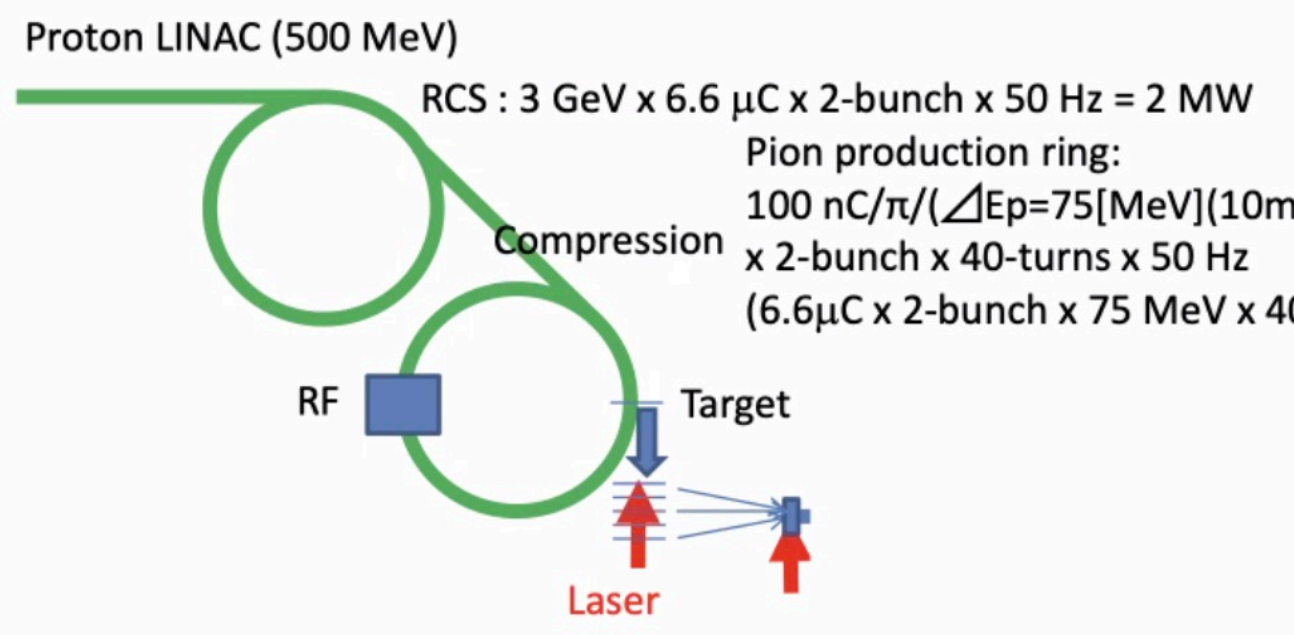 Proton LINAC (500 MeV)
RCS : 3 GeV x 6.6 μC x 2-bunch x 50 Hz = 2 MW
Pion production ring:
100 nC/π/(⊿Ep=75[MeV](10m
Compression
x 2-bunch x 40-turns x 50 Hz
(6.6μC x 2-bunch x 75 MeV x 40
RF
Target
Laser